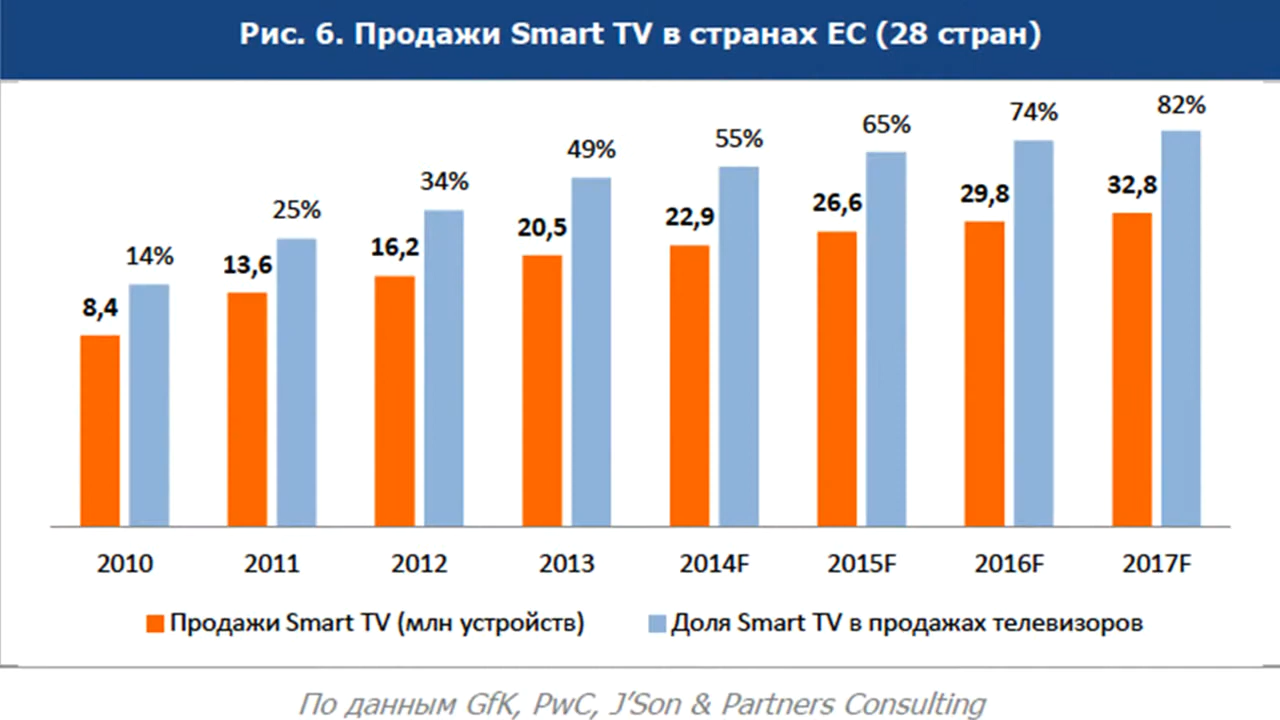 Рис. 6. Продажи Smart TV в странах ЕС (28 стран)
14%
25%
34%
49%
55%
65%
74%
82%
8,4
13,6
16,2
20,5
22,9
26,6
29,8
32,8
2010
2011
2012
2013
2014F
2015F
2016F
2017F
Продажи Smart TV (млн устройств)
Доля Smart TV в продажах телевизоров
По данным GfK, PwC, J’Son & Partners Consulting